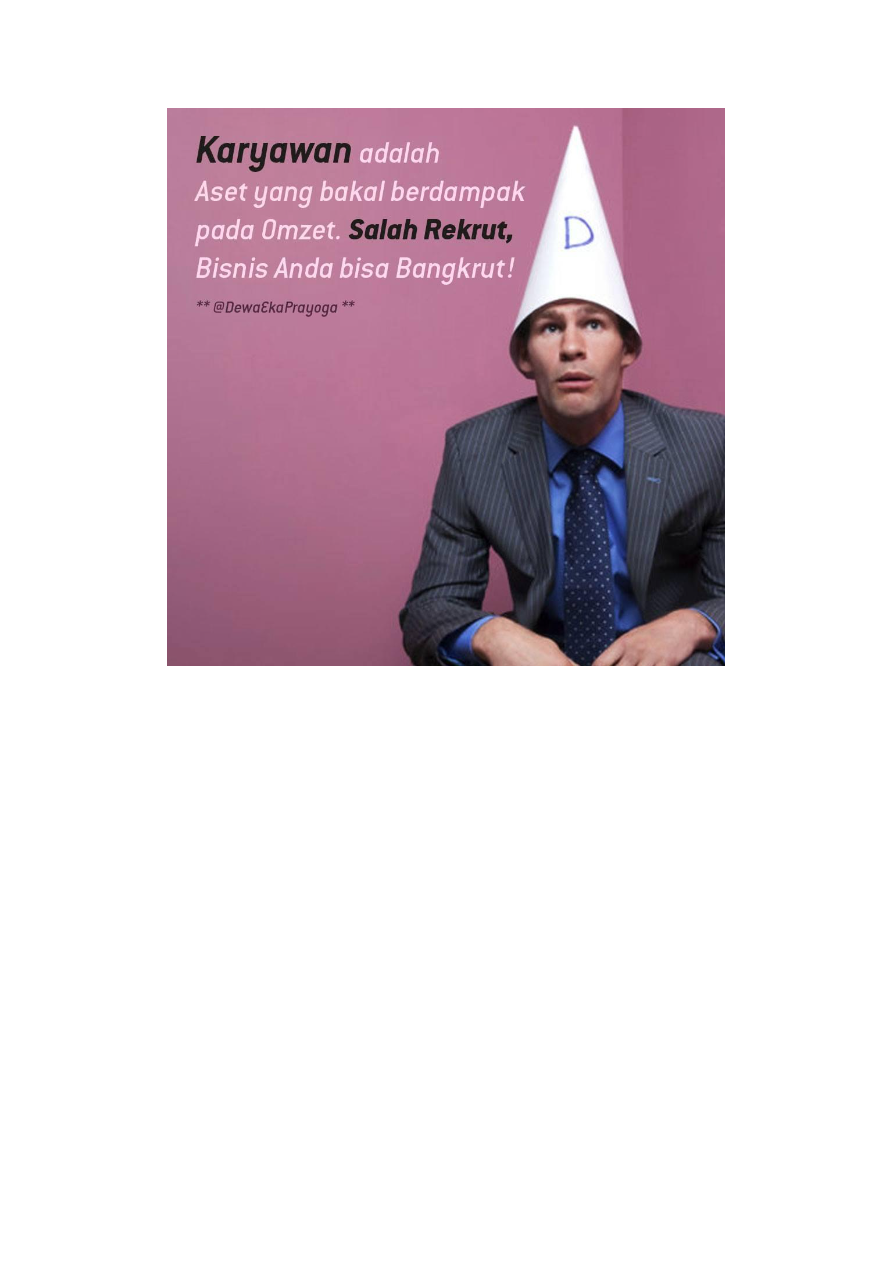 Karyawan adalah
Aset yang bakal berdampak
pada Omzet. Salah Rekrut,
Bisnis Anda bisa Bangkrut!
** @DewaEkaPrayoga **
D